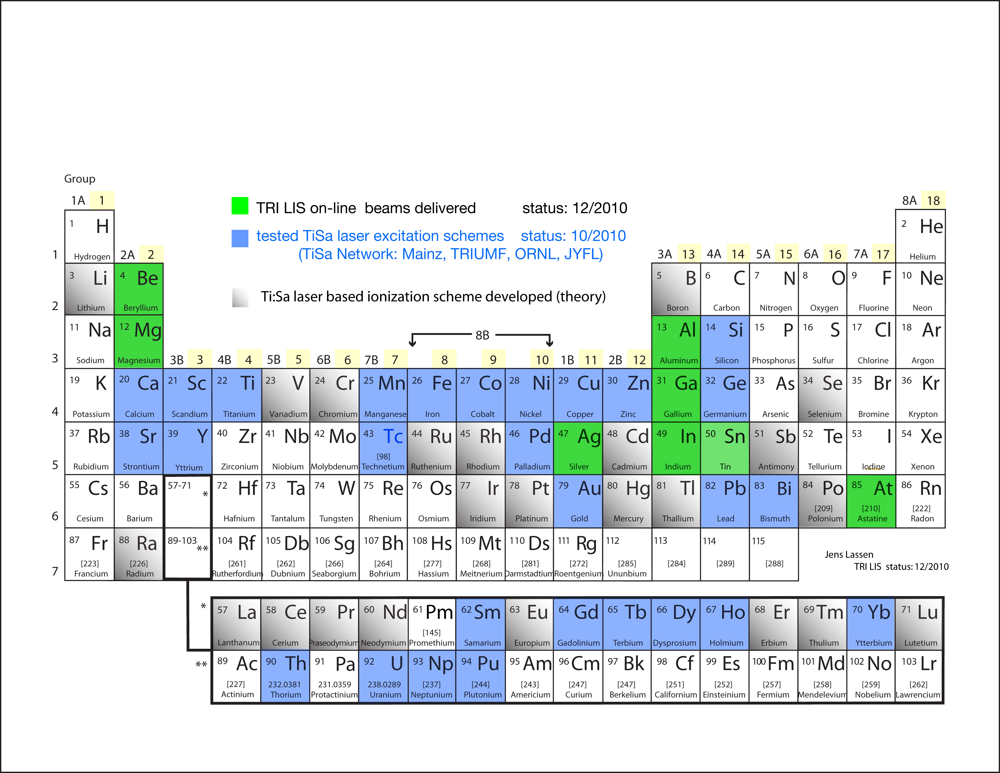 Group
1A 1
8A 18
TRI LIS on-line beams delivered status: 12/2010
tested TiSa laser excitation schemes status: 10/2010
(TiSa Network: Mainz, TRIUMF, ORNL, JYFL)
Ti:Sa laser based ionization scheme developed (theory)
1 H 2 He
1 Hydrogen 2A 2 3A 13 4A 14 5A 15 6A 16 7A 17 Helium
3 Li 4 Be 5 B 6 C 7 N 8 O 9 F 10 Ne
2 Lithium Beryllium Boron Carbon Nitrogen Oxygen Fluorine Neon
11 Na 12 Mg 13 Al 14 Si 15 P 16 S 17 Cl 18 Ar
8B
3 Sodium Magnesium 3B 3 4B 4 5B 5 6B 6 7B 7 8 9 10 1B 11 2B 12 Aluminum Silicon Phosphorus Sulfur Chlorine Argon
19 K 20 Ca 21 Sc 22 Ti 23 V 24 Cr 25 Mn 26 Fe 27 Co 28 Ni 29 Cu 30 Zn 31 Ga 32 Ge 33 As 34 Se 35 Br 36 Kr
4 Potassium Calcium Scandium Titanium Vanadium Chromium Manganese Iron Cobalt Nickel Copper Zinc Gallium Germanium Arsenic Selenium Bromine Krypton
37 Rb 38 Sr 39 Y 40 Zr 41 Nb 42 Mo 43 Tc 44 Ru 45 Rh 46 Pd 47 Ag 48 Cd 49 In 50 Sn 51 Sb 52 Te 53 I 54 Xe
[98]
5 Rubidium Strontium Yttrium Zirconium Niobium Molybdenum Technetium Ruthenium Rhodium Palladium Silver Cadmium Indium Tin Antimony Tellurium Iodine Xenon
55 Cs 56 Ba 57-71 * 72 Hf 73 Ta 74 W 75 Re 76 Os 77 Ir 78 Pt 79 Au 80 Hg 81 Tl 82 Pb 83 Bi 84 Po 85 At 86 Rn
[209] [210] [222]
6 Cesium Barium Hafnium Tantalum Tungsten Rhenium Osmium Iridium Platinum Gold Mercury Thallium Lead Bismuth Polonium Astatine Radon
87 Fr 88 Ra 89-103 ** 104 Rf 105 Db 106 Sg 107 Bh 108 Hs 109 Mt 110 Ds 111 Rg 112 113 114 115
[223] [226] [261] [262] [266] [264] [277] [268] [281] [272] [285] [284] [289] [288]
7 Francium Radium Rutherfordium Dubnium Seaborgium Bohrium Hassium Meitnerium Darmstadtium Roentgenium Ununbium
Jens Lassen
TRI LIS status: 12/2010
* 57 La 58 Ce 59 Pr 60 Nd 61 Pm 62 Sm 63 Eu 64 Gd 65 Tb 66 Dy 67 Ho 68 Er 69 Tm 70 Yb 71 Lu
[145]
Lanthanum Cerium Praseodymium Neodymium Promethium Samarium Europium Gadolinium Terbium Dysprosium Holmium Erbium Thulium Ytterbium Lutetium
** 89 Ac 90 Th 91 Pa 92 U 93 Np 94 Pu 95 Am 96 Cm 97 Bk 98 Cf 99 Es 100 Fm 101 Md 102 No 103 Lr
[227] 232.0381 231.0359 238.0289 [237] [244] [243] [247] [247] [251] [252] [257] [258] [259] [262]
Actinium Thorium Protactinium Uranium Neptunium Plutonium Americium Curium Berkelium Californium Einsteinium Fermium Mendelevium Nobelium Lawrencium